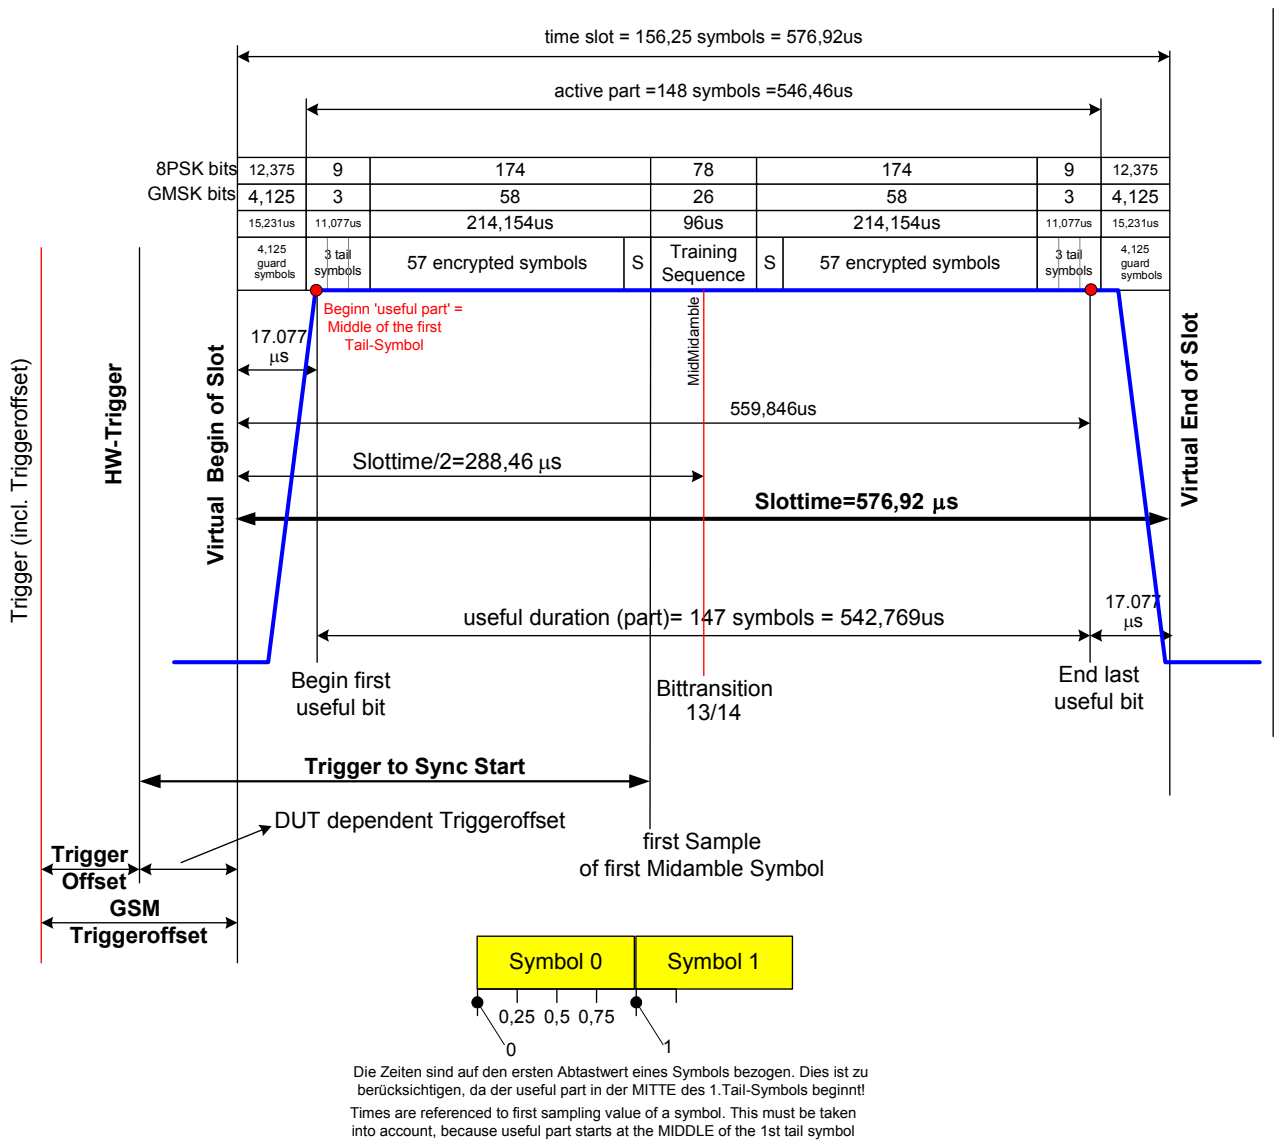 time slot = 156,25 symbols = 576,92us
active part =148 symbols =546,46us
8PSK bits 12,375 9 174 78 174 9 12,375
GMSK bits 4,125 3 58 26 58 3 4,125
15,231us 11,077us 214,154us 96us 214,154us 11,077us 15,231us
4,125
guard
symbols
3 tail
symbols
57 encrypted symbols
S
Training
Sequence
S
57 encrypted symbols
3 tail
symbols
4,125
guard
symbols
Beginn 'useful part' =
Middle of the first
Tail-Symbol
17.077
µs
MidMidamble
Trigger (incl. Triggeroffset)
HW-Trigger
Virtual Begin of Slot
Virtual End of Slot
559,846us
Slottime/2=288,46 µs
Slottime=576,92 µs
useful duration (part)= 147 symbols = 542,769us
17.077
µs
Begin first
useful bit
Bittransition
13/14
End last
useful bit
Trigger to Sync Start
DUT dependent Triggeroffset
first Sample
of first Midamble Symbol
Trigger
Offset
GSM
Triggeroffset
Symbol 0 Symbol 1
0,25 0,5 0,75
0 1
Die Zeiten sind auf den ersten Abtastwert eines Symbols bezogen. Dies ist zu
berücksichtigen, da der useful part in der MITTE des 1.Tail-Symbols beginnt!
Times are referenced to first sampling value of a symbol. This must be taken
into account, because useful part starts at the MIDDLE of the 1st tail symbol